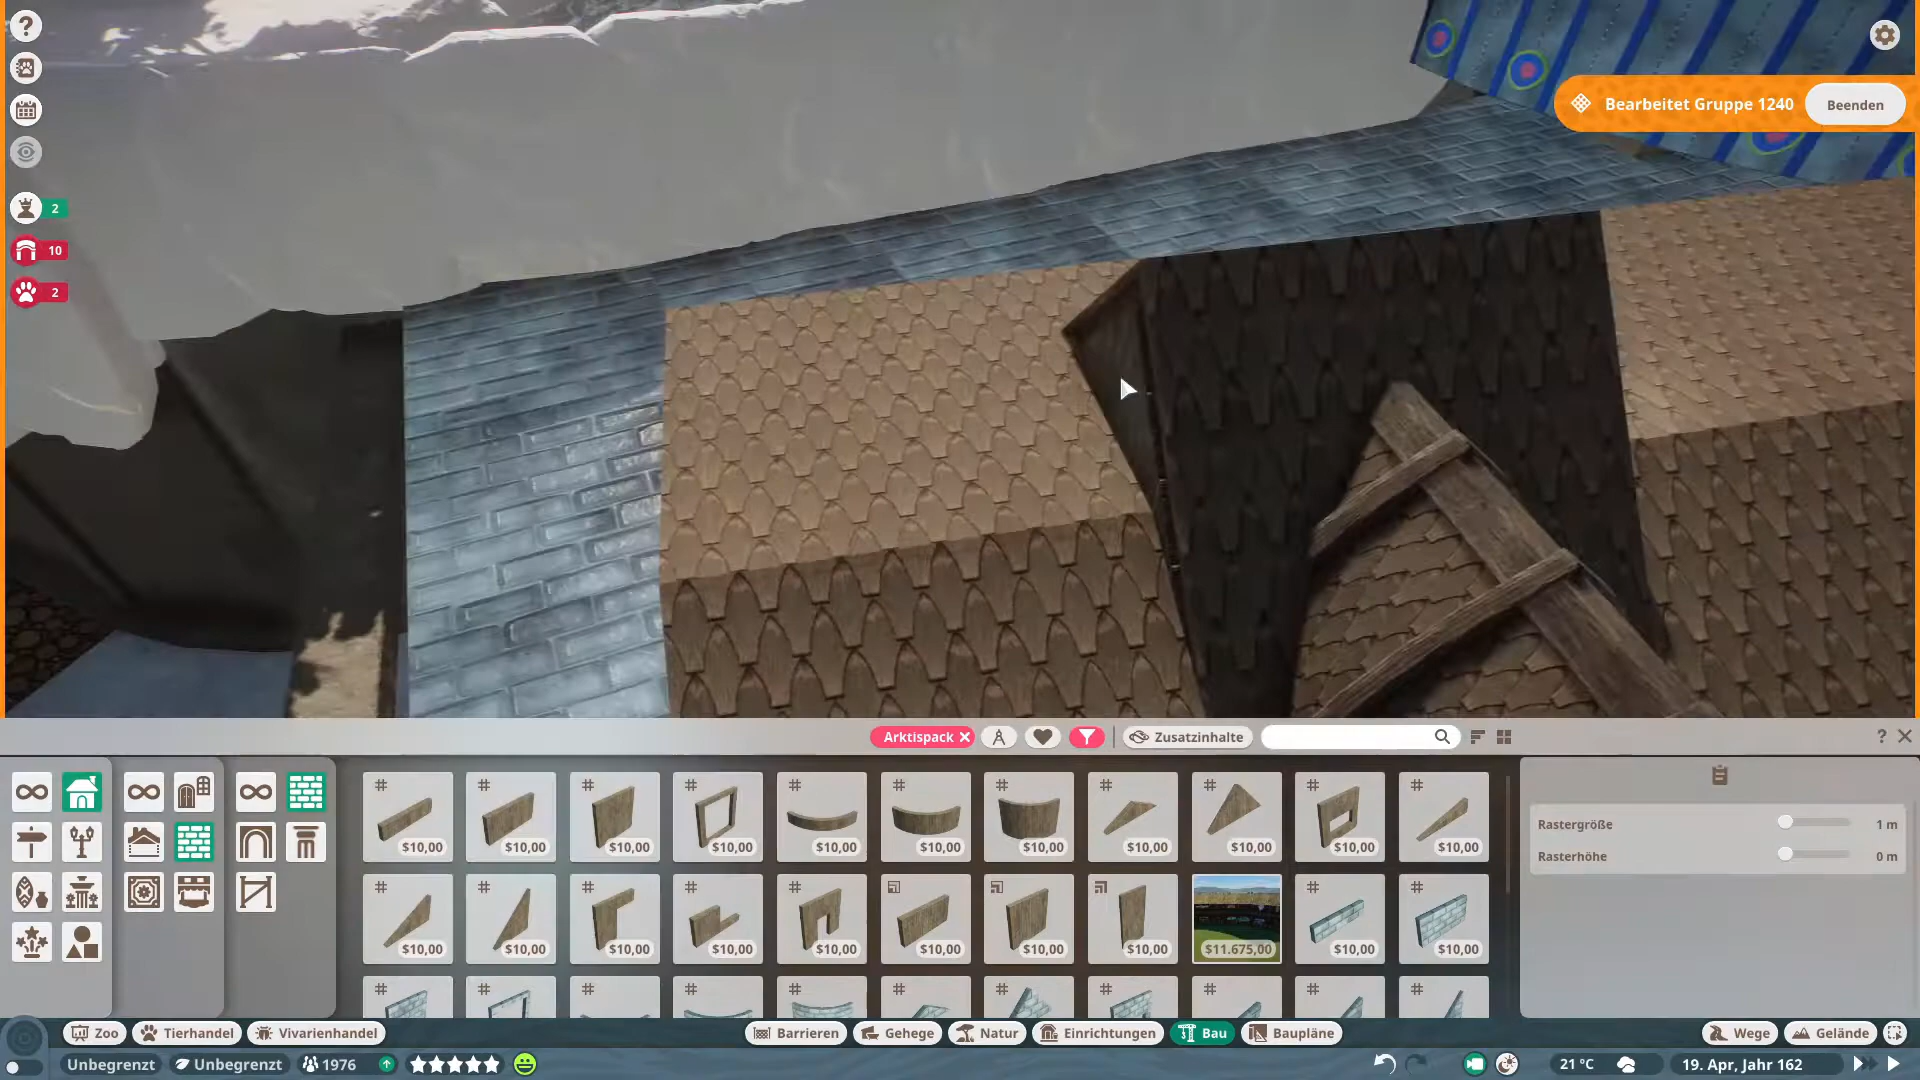 ?
Bearbeitet Gruppe 1240
Beenden
2
10
2
Arktispack
Zusatzinhalte
?
$10,00 $10,00 $10,00 $10,00 $10,00 $10,00 $10,00 $10,00 $10,00 $10,00 $10,00
$10,00 $10,00 $10,00 $10,00 $10,00 $10,00 $10,00 $10,00 $11.675,00 $10,00 $10,00
Rastergröße 1 m
Rasterhöhe 0 m
Zoo Tierhandel Vivarienhandel Barrieren Gehege Natur Einrichtungen Bau Baupläne Wege Gelände
Unbegrenzt Unbegrenzt 1976 21 °C 19. Apr, Jahr 162